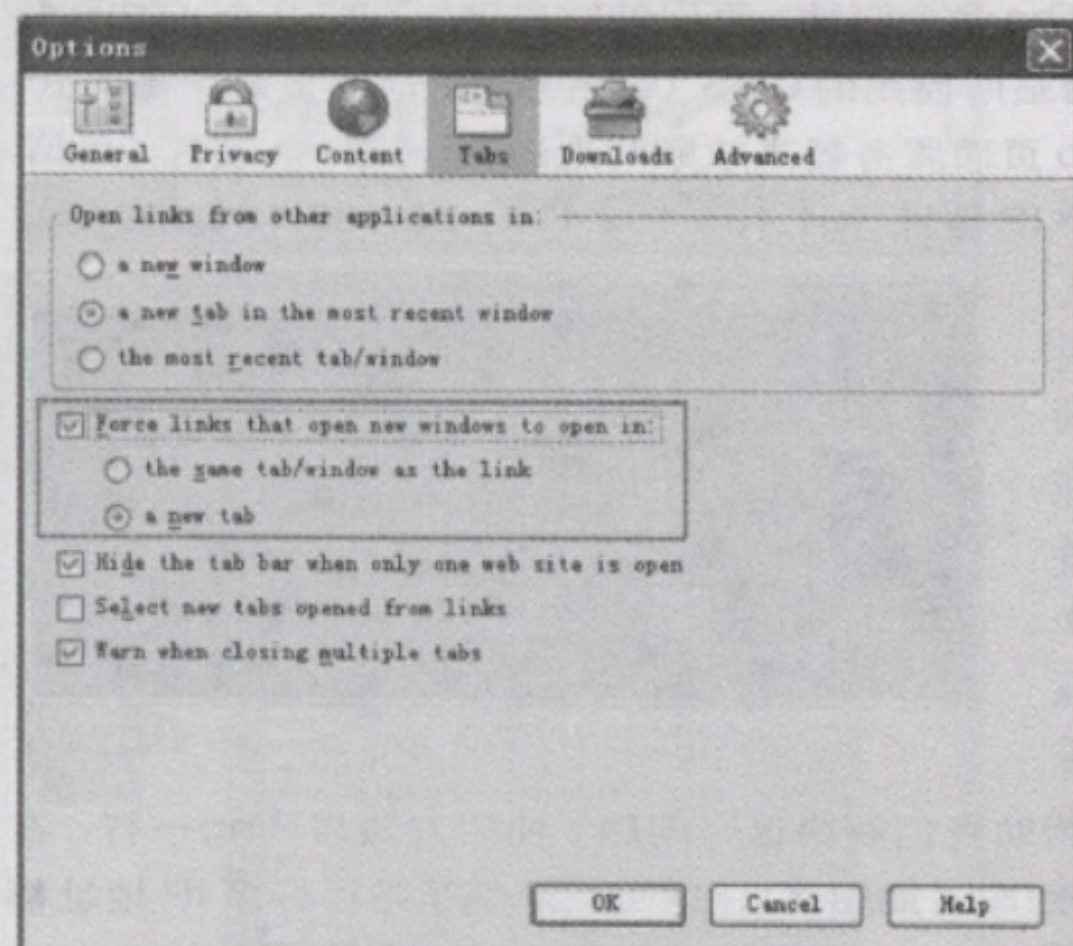 Options
General Privacy Content Tabs Downloads Advanced
Open links from other applications in:
a new window
a new tab in the most recent window
the most recent tab/window
Force links that open new windows to open in:
the same tab/window as the link
a new tab
Hide the tab bar when only one web site is open
Select new tabs opened from links
Warn when closing multiple tabs
OK Cancel Help